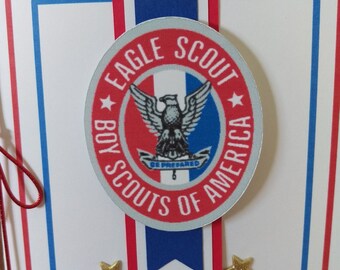 EAGLE SCOUT
BE PREPARED
BOY SCOUTS OF AMERICA